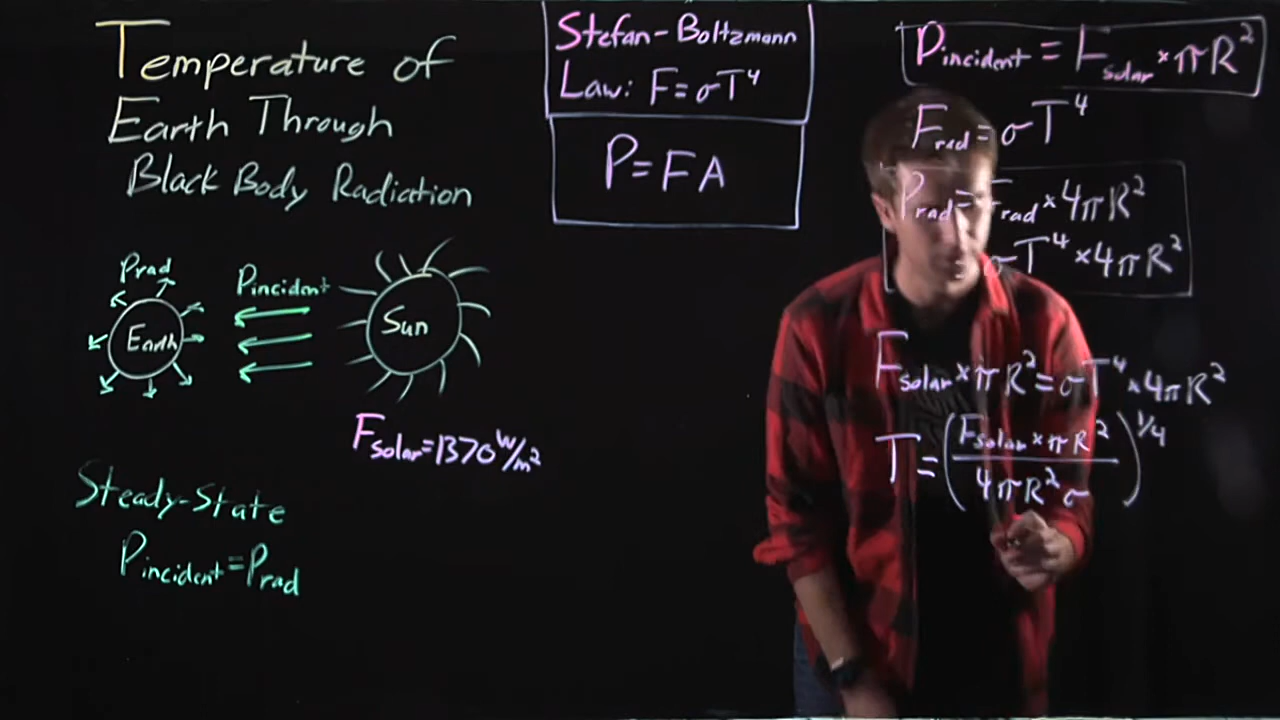 Temperature of
Earth Through
Black Body Radiation
Prad
Pincident
Earth
Sun
Fsolar=1370 W/m²
Steady-State
Pincident=Prad
Stefan-Boltzmann
Law: F=σT⁴
P=FA
Pincident=Fsolar×πR²
Frad=σT⁴
Prad=Frad×4πR²
σT⁴×4πR²
Fsolar×πR²=σT⁴×4πR²
T=(Fsolar×πR²/4πR²σ)^1/4